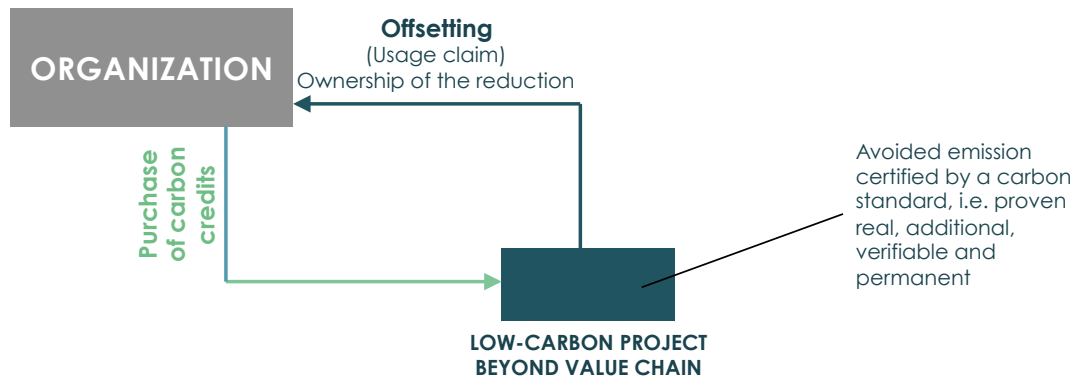 Offsetting
(Usage claim)
Ownership of the reduction
ORGANIZATION
Purchase
of carbon
credits
Avoided emission
certified by a carbon
standard, i.e. proven
real, additional,
verifiable and
permanent
LOW-CARBON PROJECT
BEYOND VALUE CHAIN